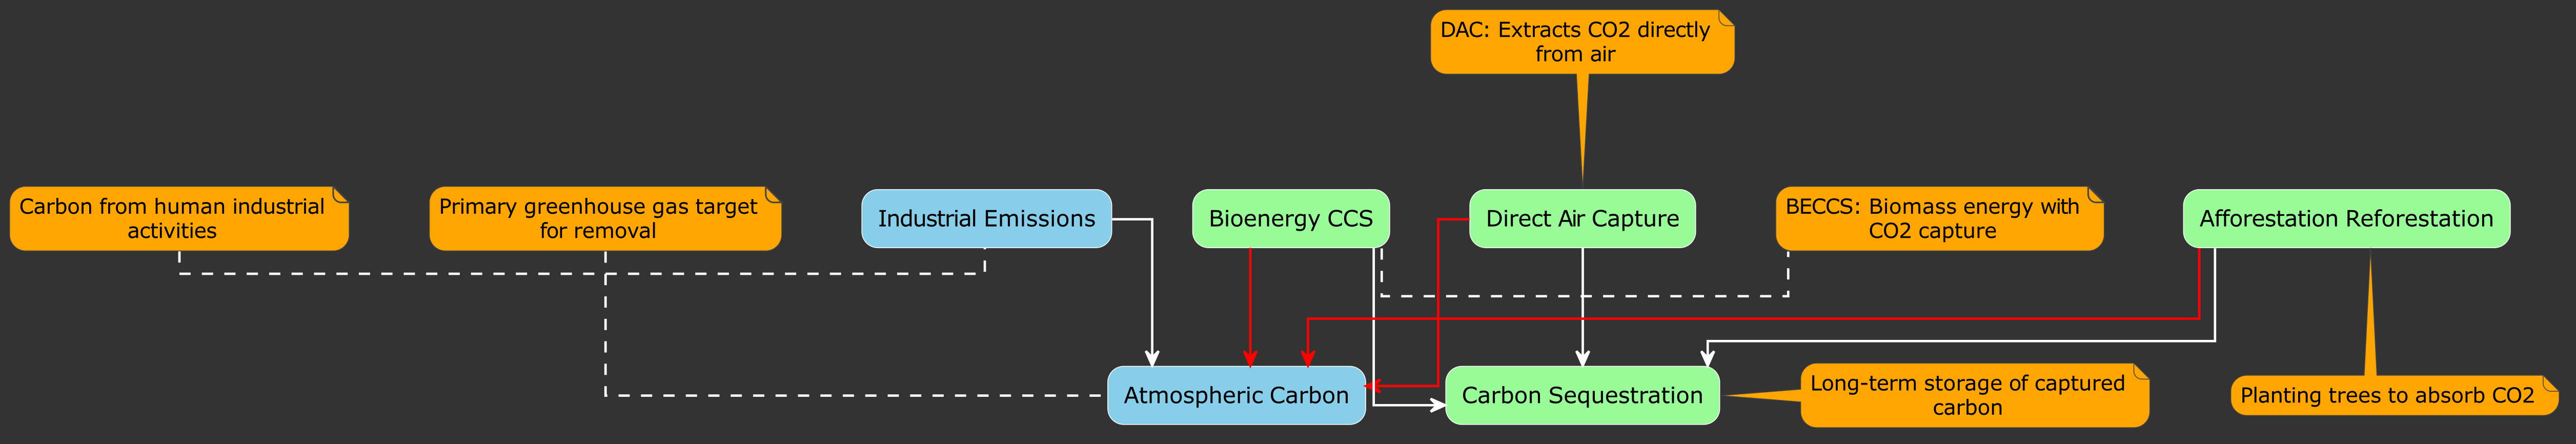 DAC: Extracts CO2 directly
from air
Carbon from human industrial
activities
Primary greenhouse gas target
for removal
Industrial Emissions
Bioenergy CCS
Direct Air Capture
BECCS: Biomass energy with
CO2 capture
Afforestation Reforestation
Atmospheric Carbon
Carbon Sequestration
Long-term storage of captured
carbon
Planting trees to absorb CO2